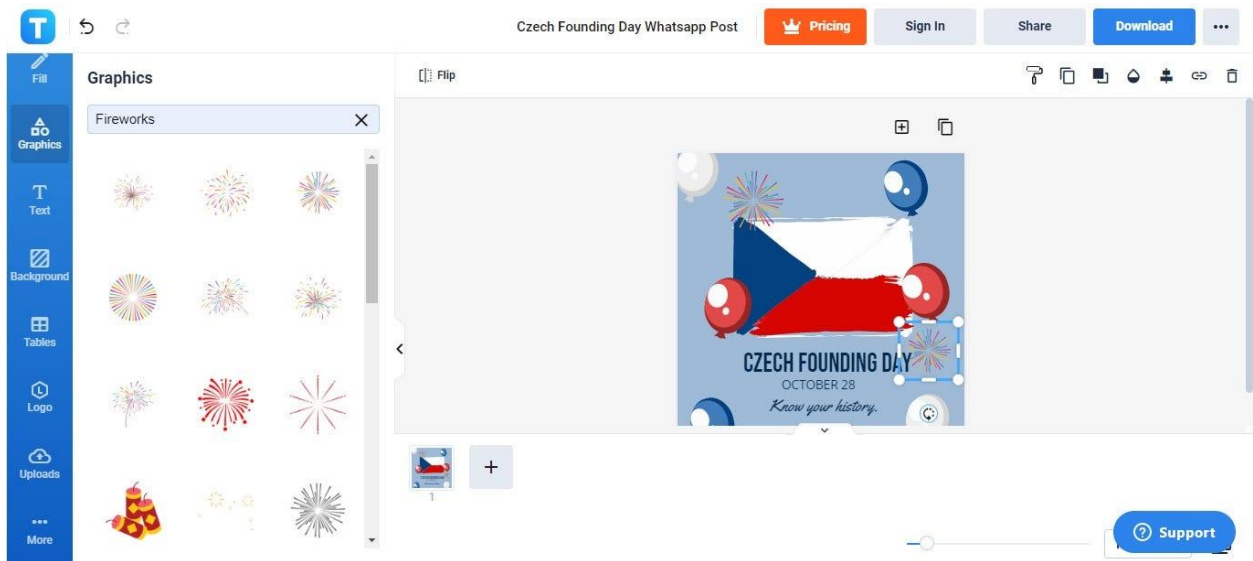 T
Czech Founding Day Whatsapp Post
Pricing
Sign In
Share
Download
Fill
Graphics
Text
Background
Tables
Logo
Uploads
More
Graphics
Fireworks
Flip
CZECH FOUNDING DAY
OCTOBER 28
Know your history.
1
Support